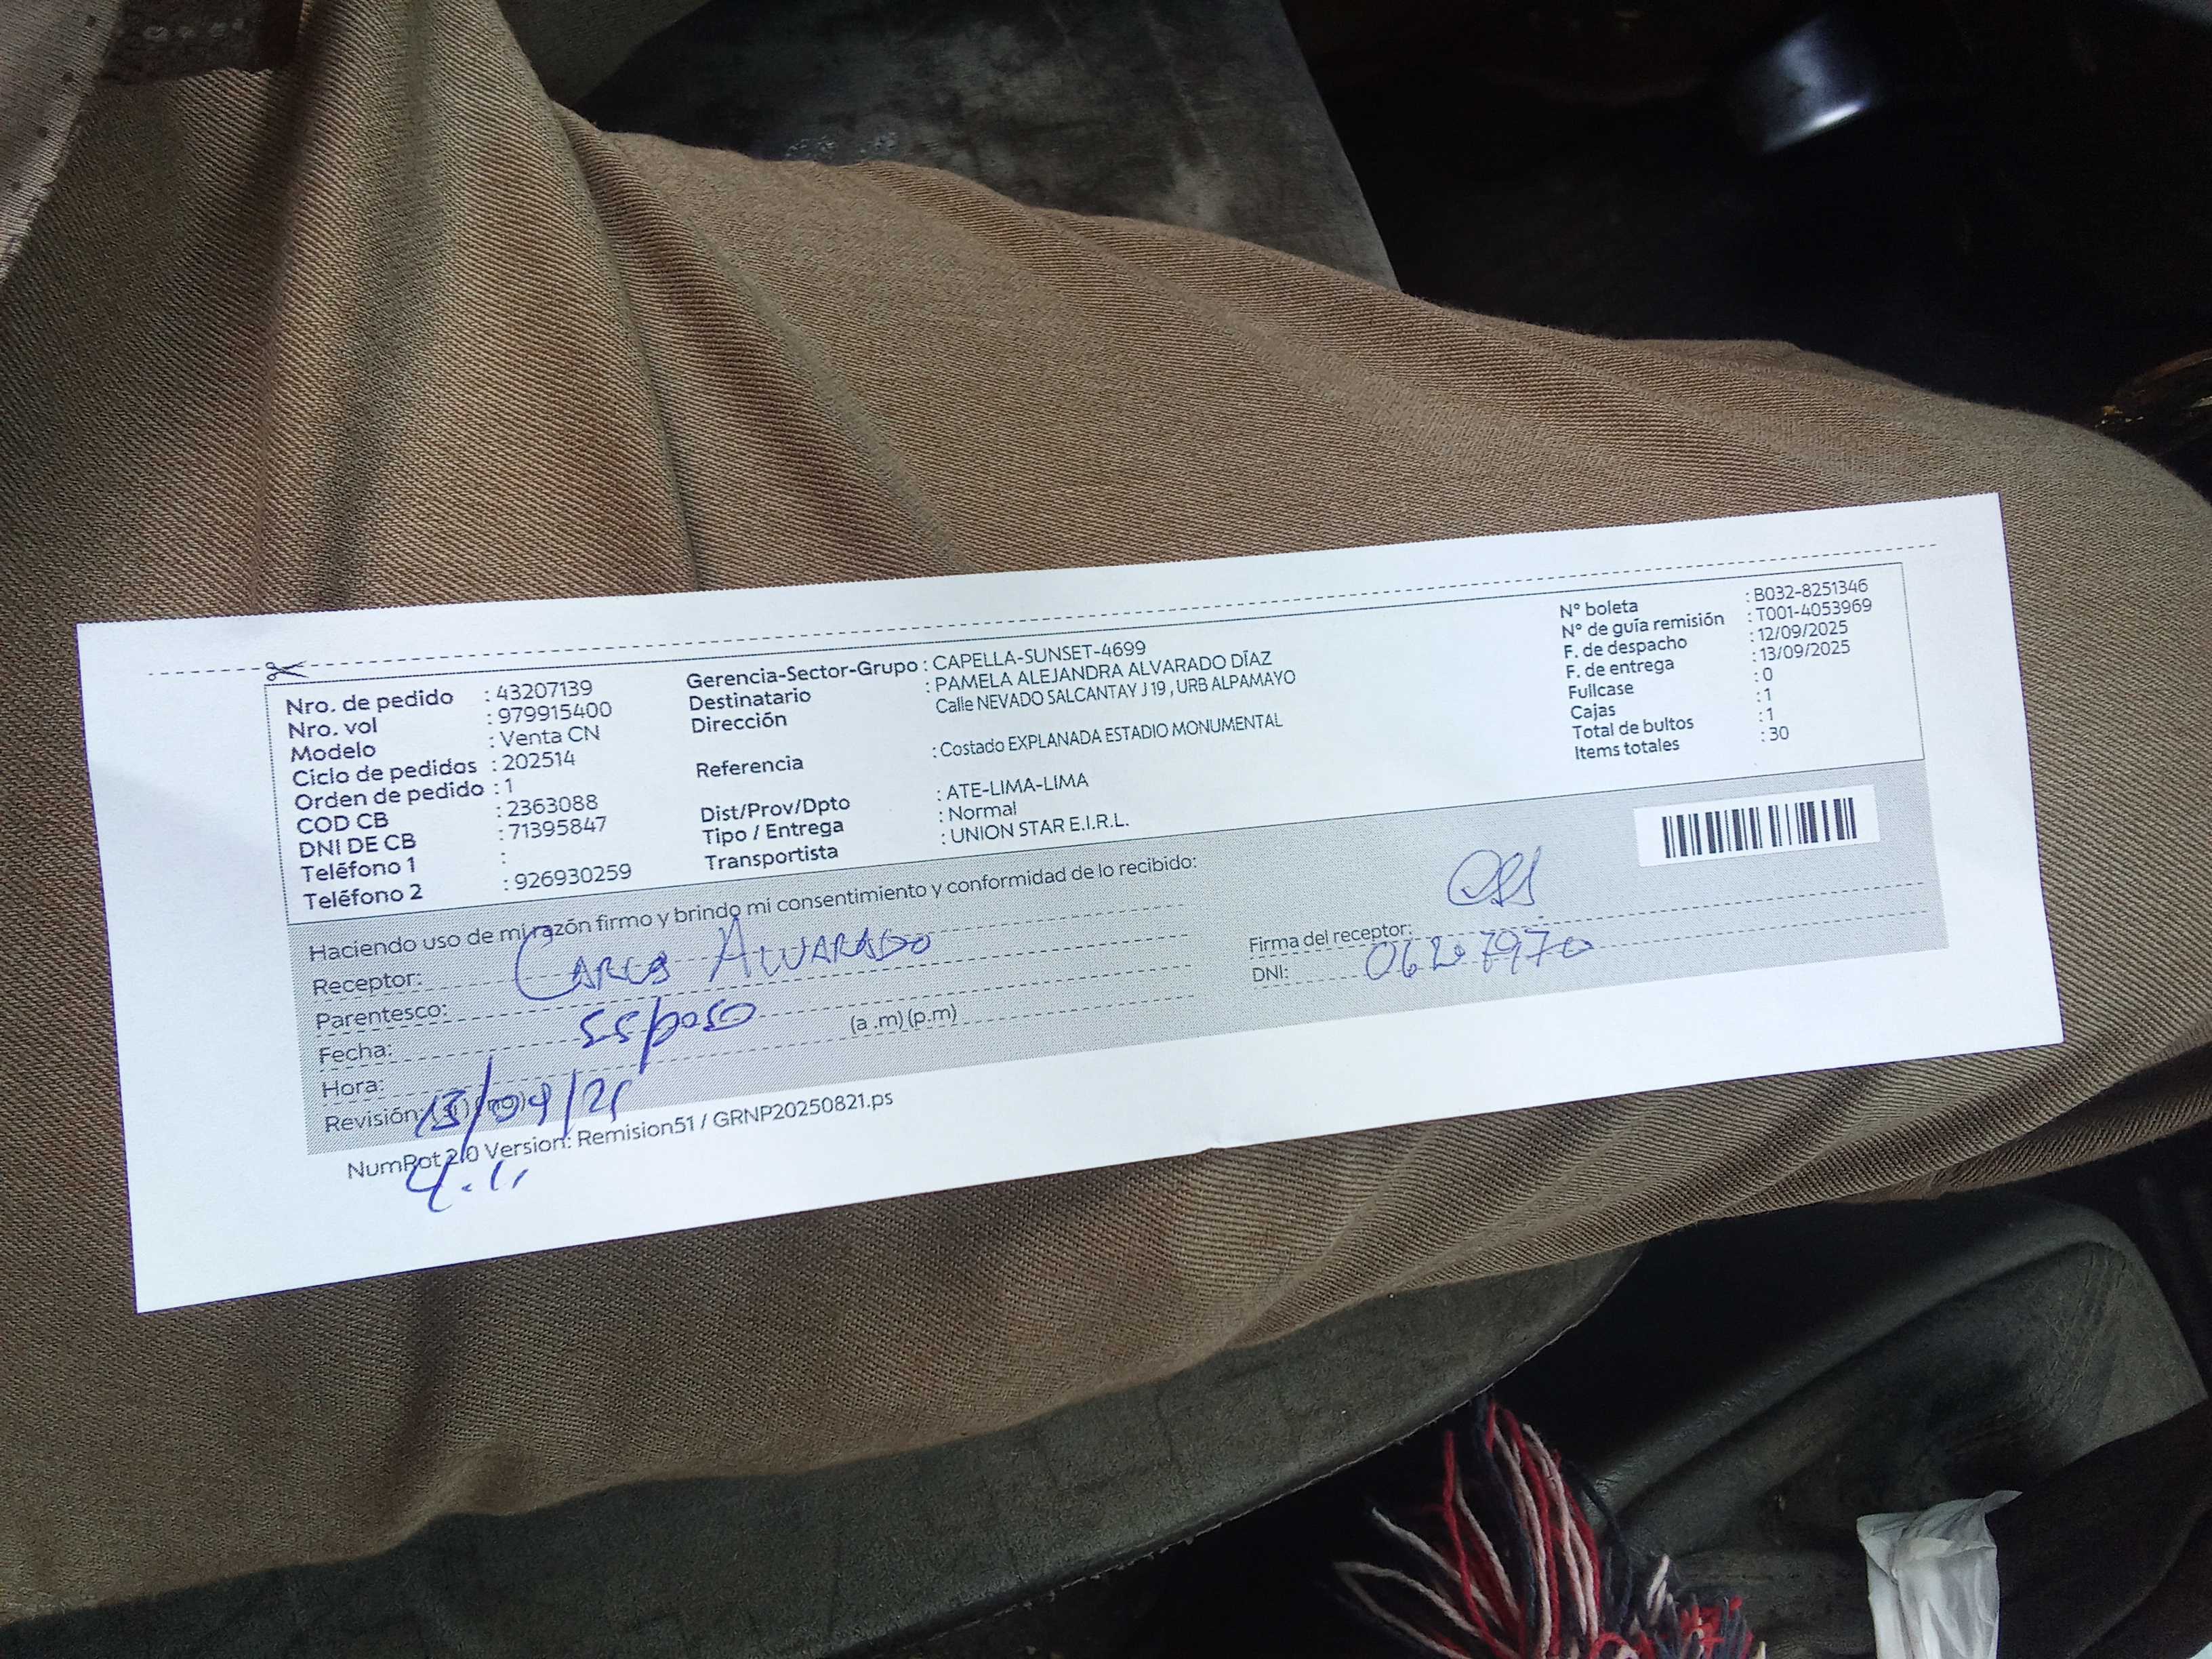 Nro. de pedido : 43207139
Nro. vol : 979915400
Modelo : Venta CN
Ciclo de pedidos : 202514
Orden de pedido : 1
COD CB : 2363088
DNI DE CB : 71395847
Teléfono 1 :
Teléfono 2 : 926930259
Gerencia-Sector-Grupo : CAPELLA-SUNSET-4699
Destinatario : PAMELA ALEJANDRA ALVARADO DÍAZ
Dirección Calle NEVADO SALCANTAY J 19 , URB ALPAMAYO
Referencia : Costado EXPLANADA ESTADIO MONUMENTAL
Dist/Prov/Dpto : ATE-LIMA-LIMA
Tipo / Entrega : Normal
Transportista : UNION STAR E.I.R.L.
N° boleta : B032-8251346
N° de guía remisión : T001-4053969
F. de despacho : 12/09/2025
F. de entrega : 13/09/2025
Fullcase : 0
Cajas : 1
Total de bultos : 1
Items totales : 30
Haciendo uso de mi razón firmo y brindo mi consentimiento y conformidad de lo recibido:
Receptor: CARLOS ALVARADO
Parentesco: ESPOSO
Fecha:
Hora: (a .m) (p.m)
Revisión: 13/09/25
Firma del receptor:
DNI:
NumRot 2.0 Version: Remision51 / GRNP20250821.ps